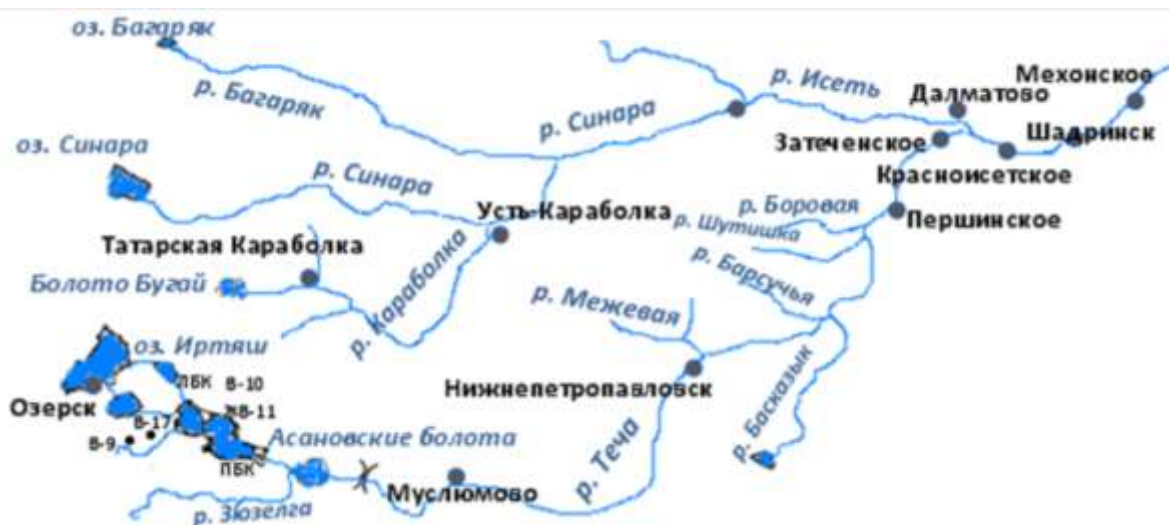 оз. Багаряк
р. Багаряк
р. Исеть
Мехонское
Далматово
р. Синара
Затеченское
Шадринск
оз. Синара
р. Синара
Красноисетское
Усть-Караболка
р. Боровая
Першинское
р. Шутишка
Татарская Караболка
р. Караболка
р. Барсучья
Болото Бугай
р. Межевая
оз. Иртяш
ЛБК
В-10
Нижнепетропавловск
Озерск
В-11
В-17
В-9
Асановские болота
р. Басказык
ПБК
Муслюмово
р. Теча
р. Зюзелга